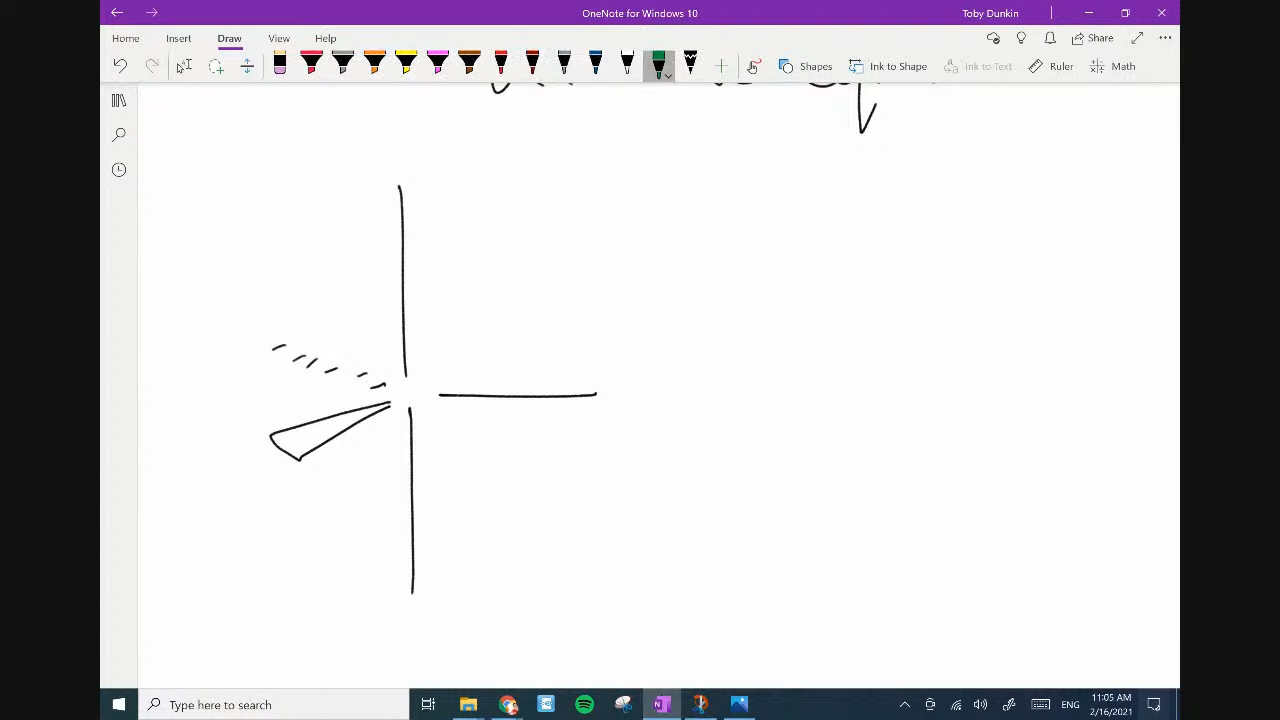 OneNote for Windows 10
Toby Dunkin
Home Insert Draw View Help
Share
Shapes Ink to Shape Ink to Text Ruler Math
Type here to search
ENG
11:05 AM
2/16/2021